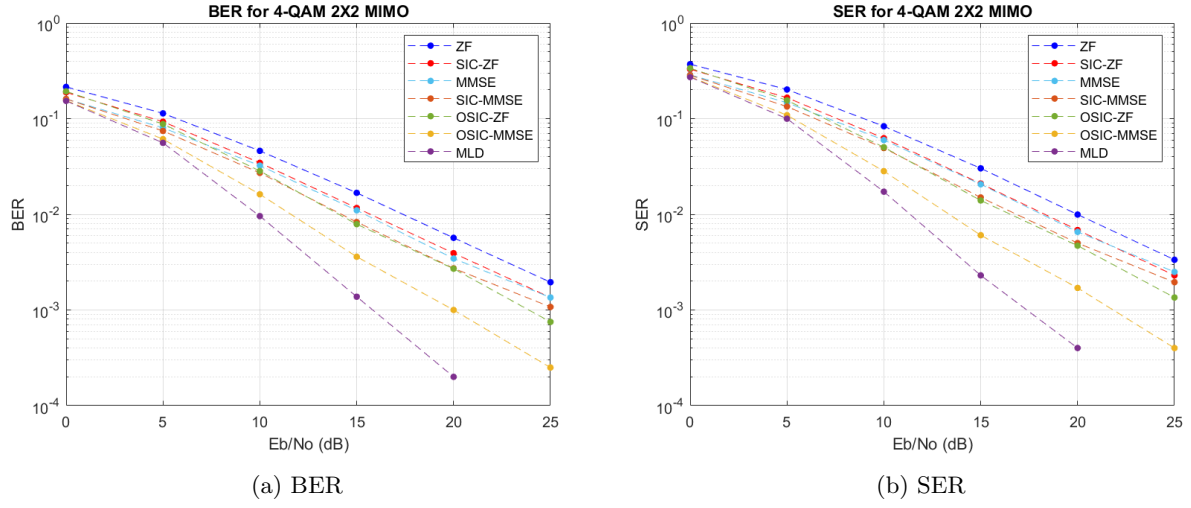 BER for 4-QAM 2X2 MIMO
10^0
10^-1
10^-2
10^-3
10^-4
BER
0 5 10 15 20 25
Eb/No (dB)
ZF
SIC-ZF
MMSE
SIC-MMSE
OSIC-ZF
OSIC-MMSE
MLD
(a) BER
SER for 4-QAM 2X2 MIMO
10^0
10^-1
10^-2
10^-3
10^-4
SER
0 5 10 15 20 25
Eb/No (dB)
ZF
SIC-ZF
MMSE
SIC-MMSE
OSIC-ZF
OSIC-MMSE
MLD
(b) SER